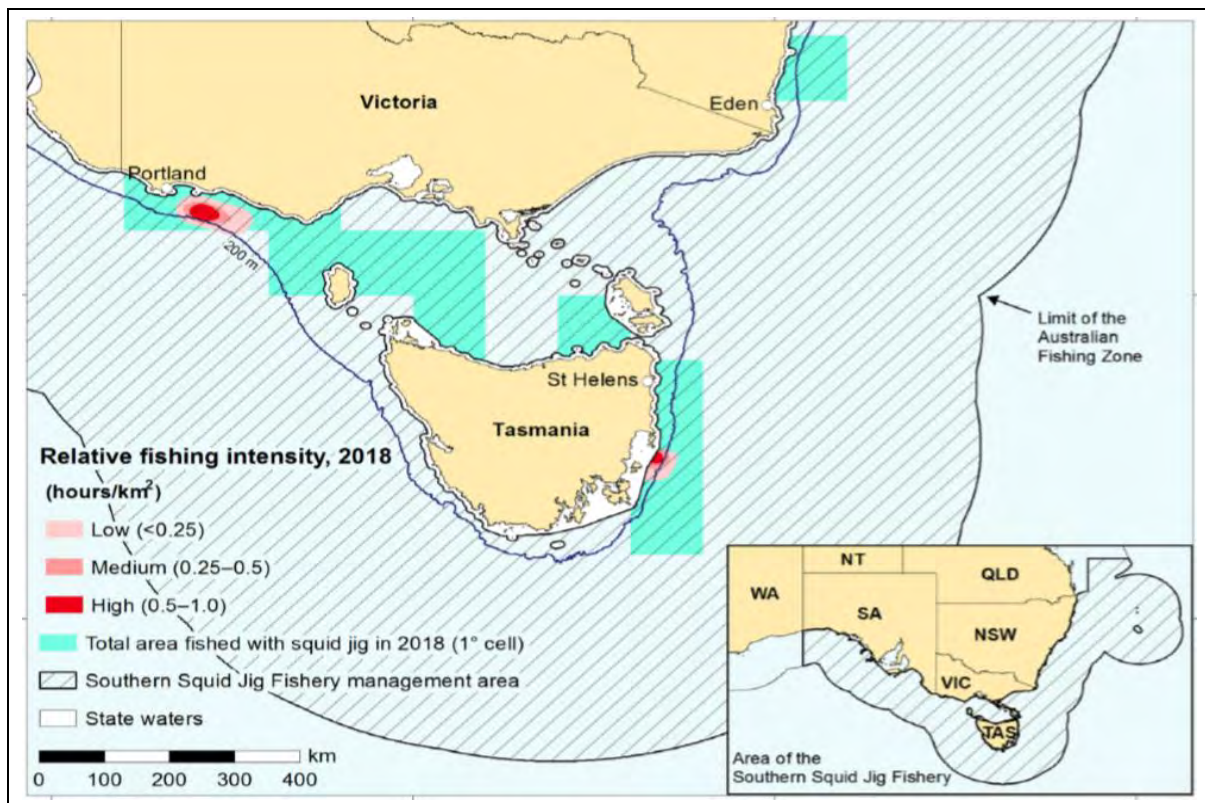 Victoria
Eden
Portland
200 m
Limit of the
Australian
Fishing Zone
St Helens
Tasmania
Relative fishing intensity, 2018
(hours/km²)
Low (<0.25)
Medium (0.25–0.5)
High (0.5–1.0)
Total area fished with squid jig in 2018 (1° cell)
Southern Squid Jig Fishery management area
State waters
km
0 100 200 300 400
NT
QLD
WA
SA
NSW
VIC
TAS
Area of the
Southern Squid Jig Fishery